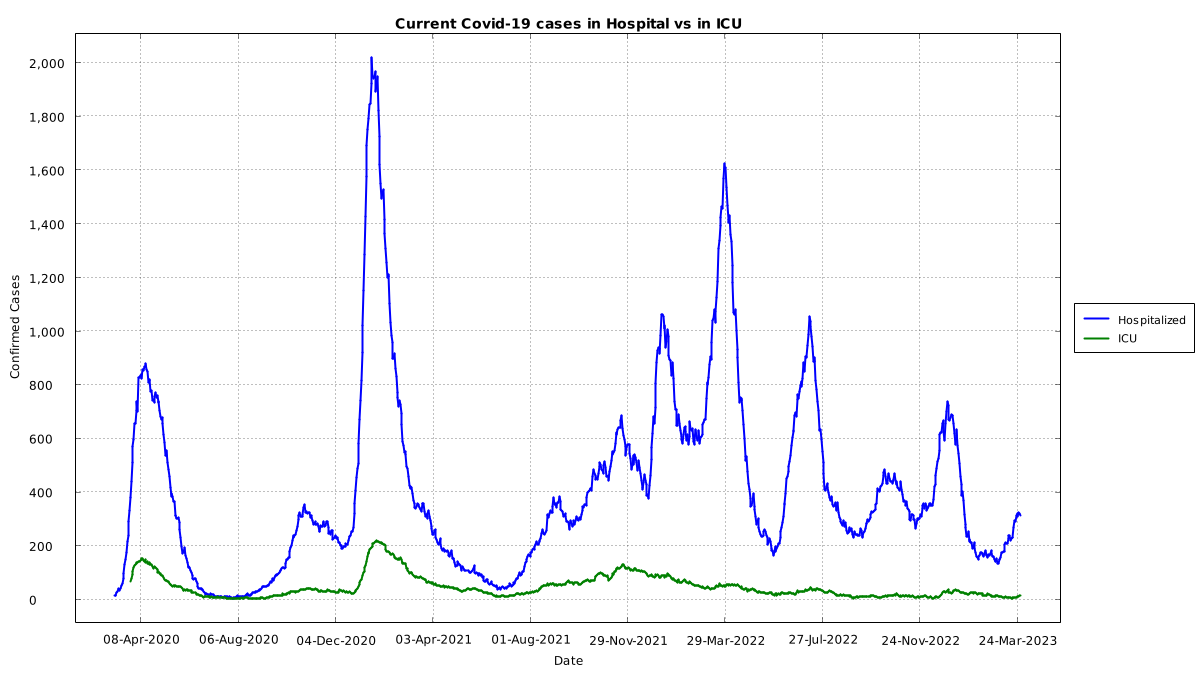 Current Covid-19 cases in Hospital vs in ICU
2,000
1,800
1,600
1,400
1,200
1,000
800
600
400
200
0
Confirmed Cases
08-Apr-2020 06-Aug-2020 04-Dec-2020 03-Apr-2021 01-Aug-2021 29-Nov-2021 29-Mar-2022 27-Jul-2022 24-Nov-2022 24-Mar-2023
Date
Hospitalized
ICU